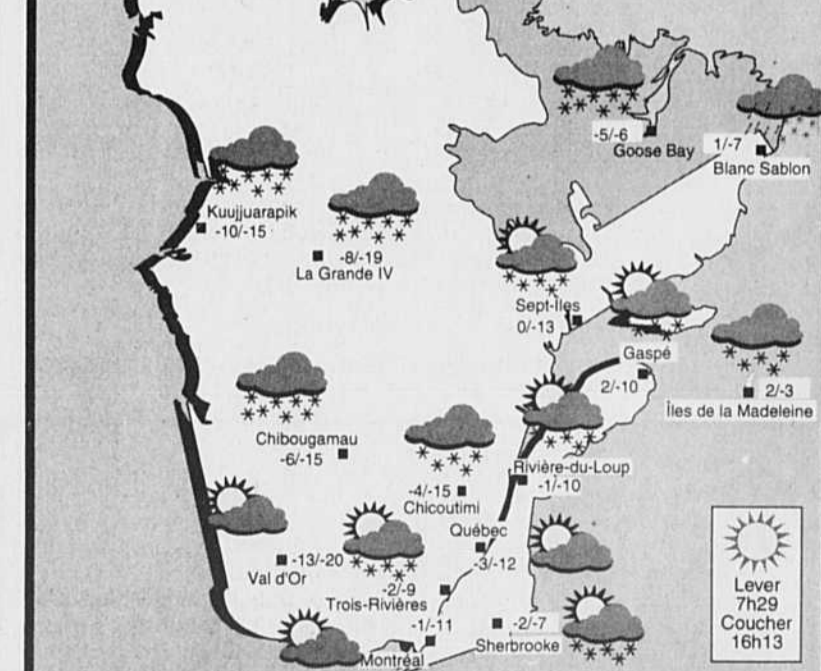 -5/-6
Goose Bay
1/-7
Blanc Sablon
Kuujjuarapik
-10/-15
-8/-19
La Grande IV
Sept-Îles
0/-13
Gaspé
2/-10
2/-3
Îles de la Madeleine
Chibougamau
-6/-15
-4/-15
Chicoutimi
Rivière-du-Loup
-1/-10
Québec
-3/-12
-13/-20
Val d'Or
-2/-9
Trois-Rivières
-1/-11
Montréal
-2/-7
Sherbrooke
Lever
7h29
Coucher
16h13